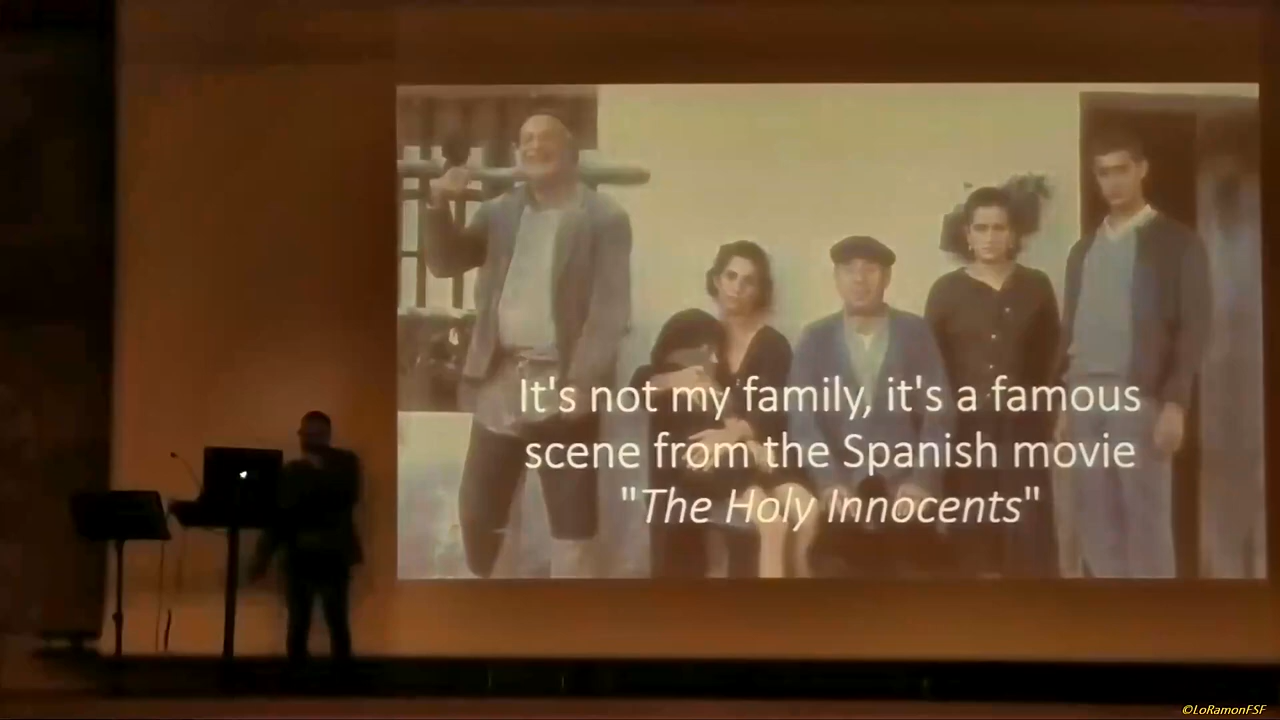 It's not my family, it's a famous
scene from the Spanish movie
"The Holy Innocents"
©LoRamonFSF